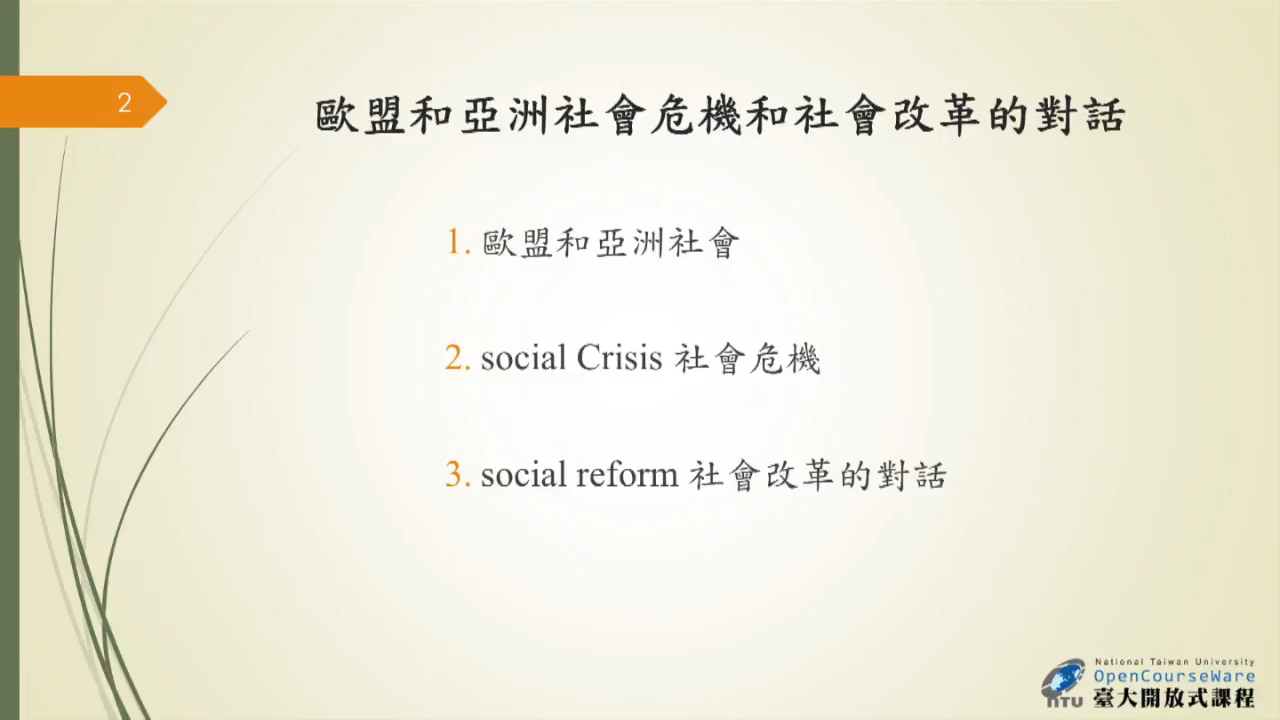 2
歐盟和亞洲社會危機和社會改革的對話
1. 歐盟和亞洲社會
2. social Crisis 社會危機
3. social reform 社會改革的對話
National Taiwan University
OpenCourseWare
NTU 臺大開放式課程